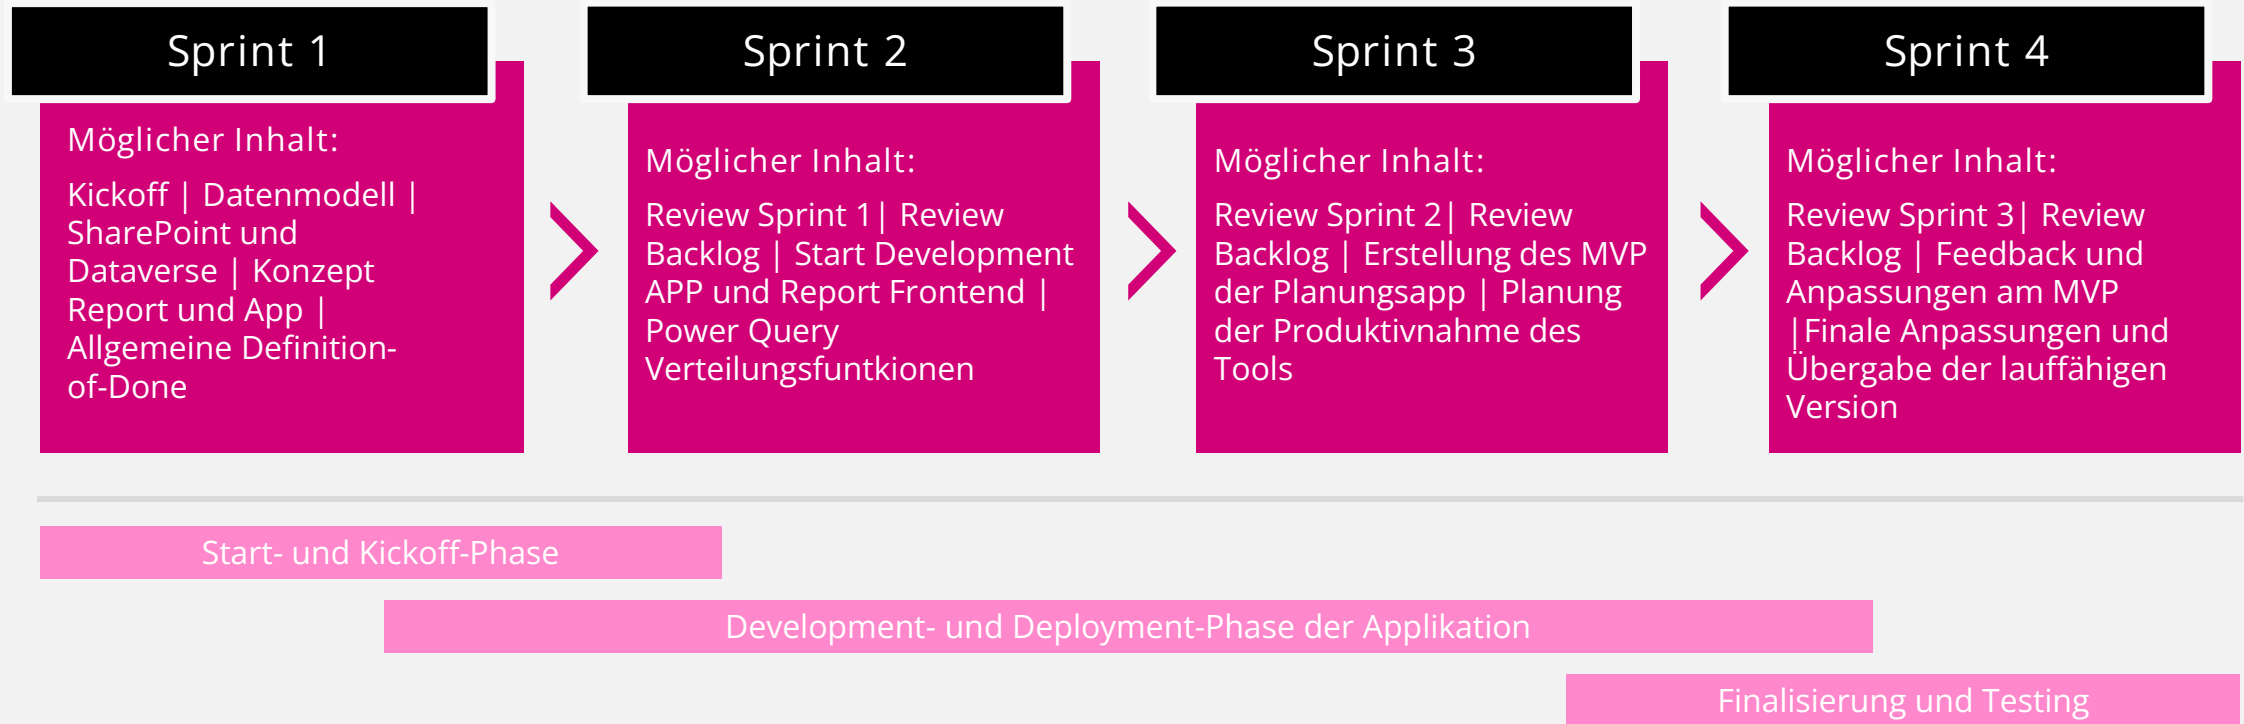 Sprint 1
Möglicher Inhalt:
Kickoff | Datenmodell |
SharePoint und
Dataverse | Konzept
Report und App |
Allgemeine Definition-
of-Done
Sprint 2
Möglicher Inhalt:
Review Sprint 1| Review
Backlog | Start Development
APP und Report Frontend |
Power Query
Verteilungsfuntkionen
Sprint 3
Möglicher Inhalt:
Review Sprint 2| Review
Backlog | Erstellung des MVP
der Planungsapp | Planung
der Produktivnahme des
Tools
Sprint 4
Möglicher Inhalt:
Review Sprint 3| Review
Backlog | Feedback und
Anpassungen am MVP
|Finale Anpassungen und
Übergabe der lauffähigen
Version
Start- und Kickoff-Phase
Development- und Deployment-Phase der Applikation
Finalisierung und Testing